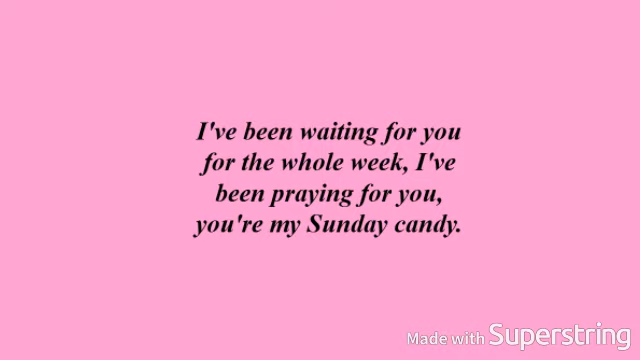 I've been waiting for you
for the whole week, I've
been praying for you,
you're my Sunday candy.
Made with Superstring